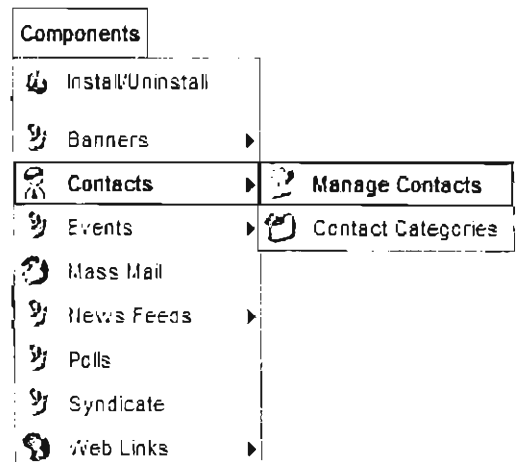 Components
Install/Uninstall
Banners
Contacts
Manage Contacts
Events
Contact Categories
Mass Mail
News Feeds
Polls
Syndicate
Web Links